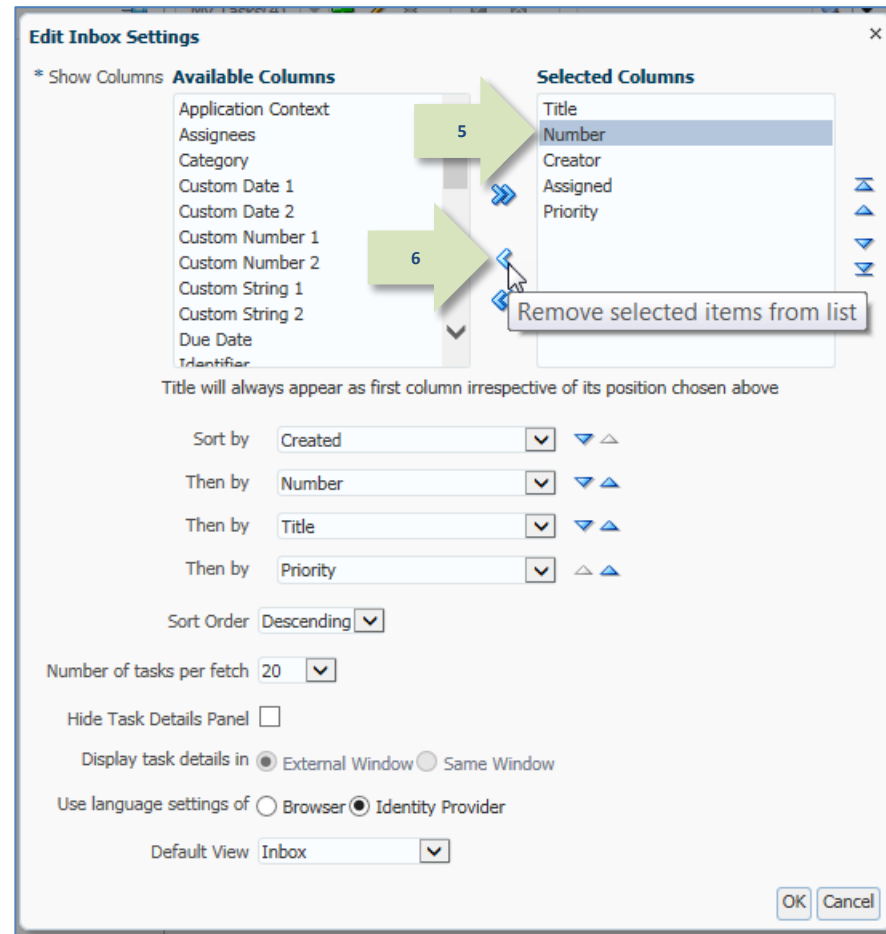 My Tasks(4)
Edit Inbox Settings
* Show Columns Available Columns Selected Columns
Application Context Title
Assignees 5 Number
Category Creator
Custom Date 1 Assigned
Custom Date 2 Priority
Custom Number 1
Custom Number 2 6
Custom String 1
Custom String 2 Remove selected items from list
Due Date
Identifier
Title will always appear as first column irrespective of its position chosen above
Sort by Created
Then by Number
Then by Title
Then by Priority
Sort Order Descending
Number of tasks per fetch 20
Hide Task Details Panel
Display task details in External Window Same Window
Use language settings of Browser Identity Provider
Default View Inbox
OK Cancel